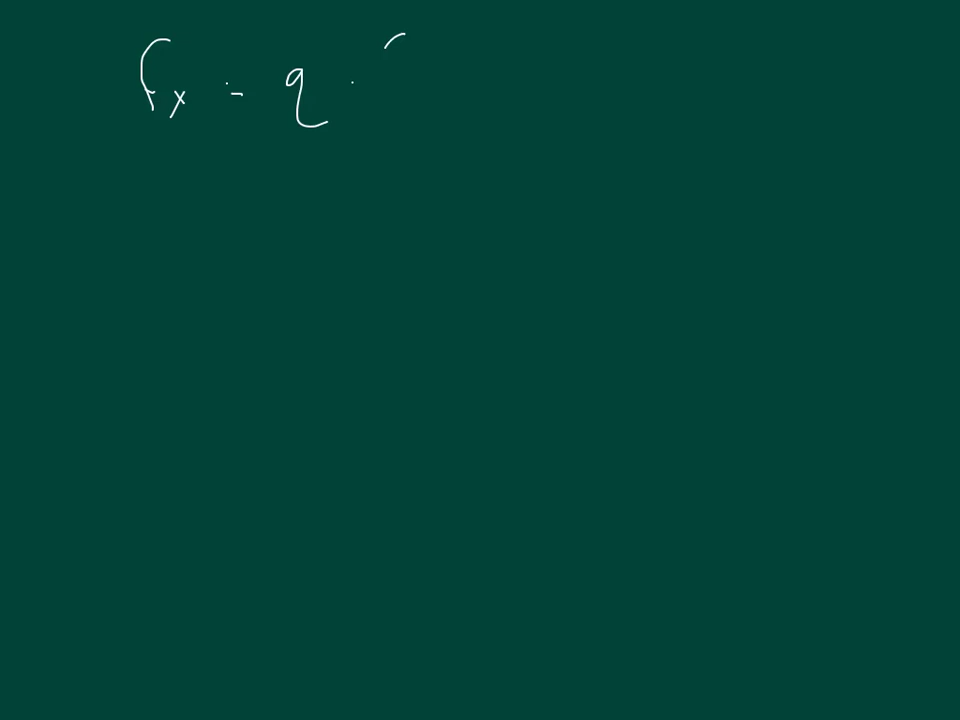 Fx = q ·